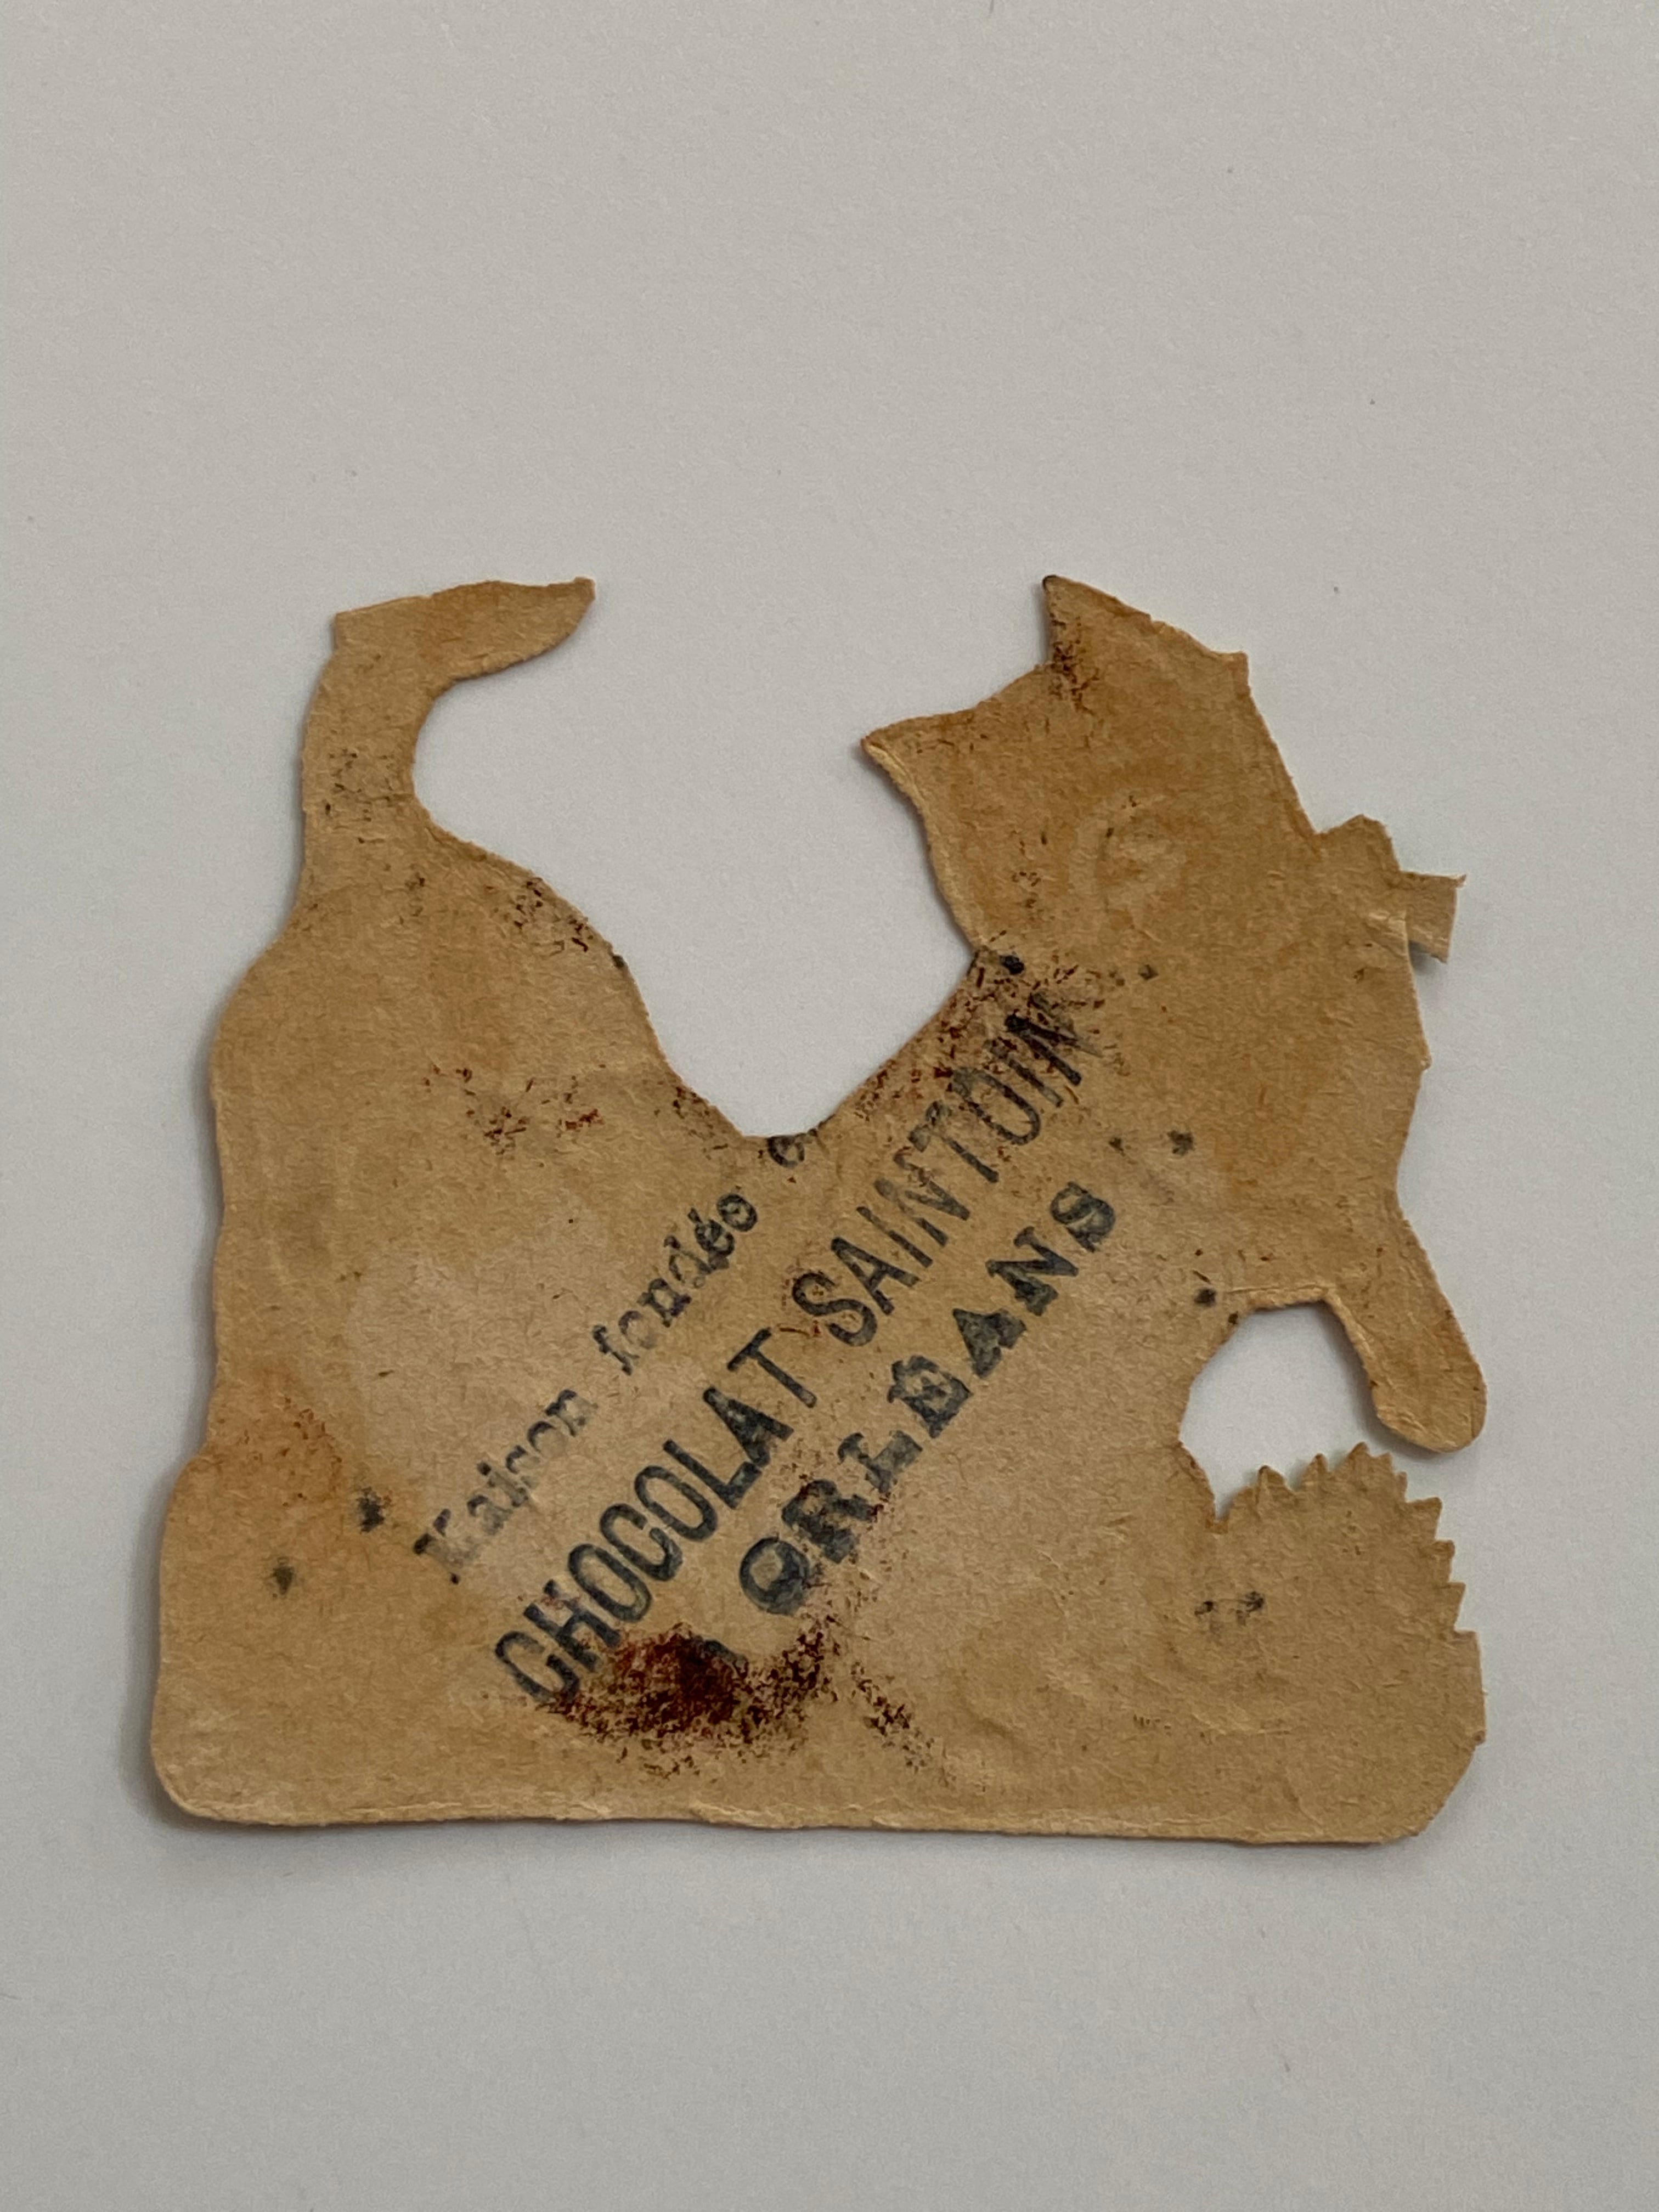 Maison fondée e
CHOCOLAT SAINTOIN
ORLEANS